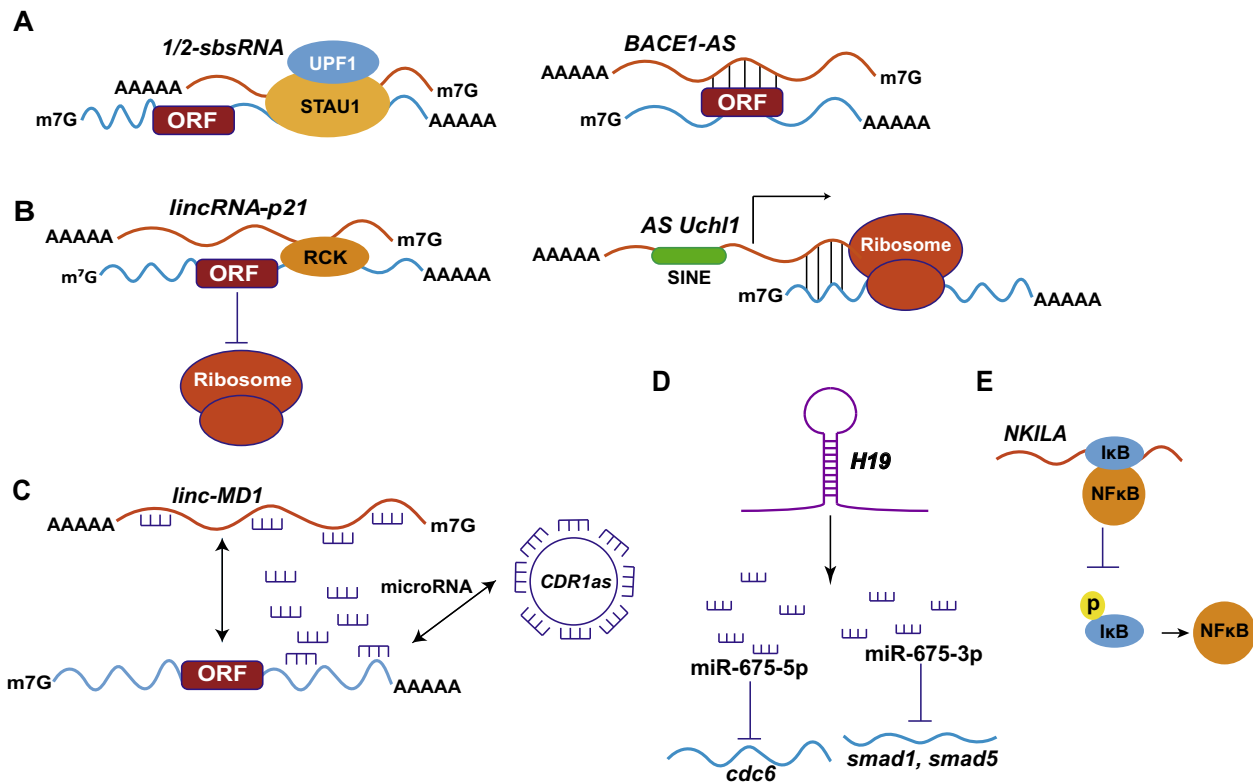 A
1/2-sbsRNA
UPF1
AAAAA
STAU1
m7G
m7G
ORF
AAAAA
BACE1-AS
AAAAA
m7G
ORF
m7G
AAAAA
B
lincRNA-p21
AAAAA
m7G
RCK
m7G
ORF
AAAAA
Ribosome
AS Uchl1
Ribosome
AAAAA
SINE
m7G
AAAAA
C
linc-MD1
AAAAA
m7G
microRNA
CDR1as
m7G
ORF
AAAAA
D
H19
miR-675-5p
miR-675-3p
cdc6
smad1, smad5
E
NKILA
IκB
NFκB
p
IκB
NFκB